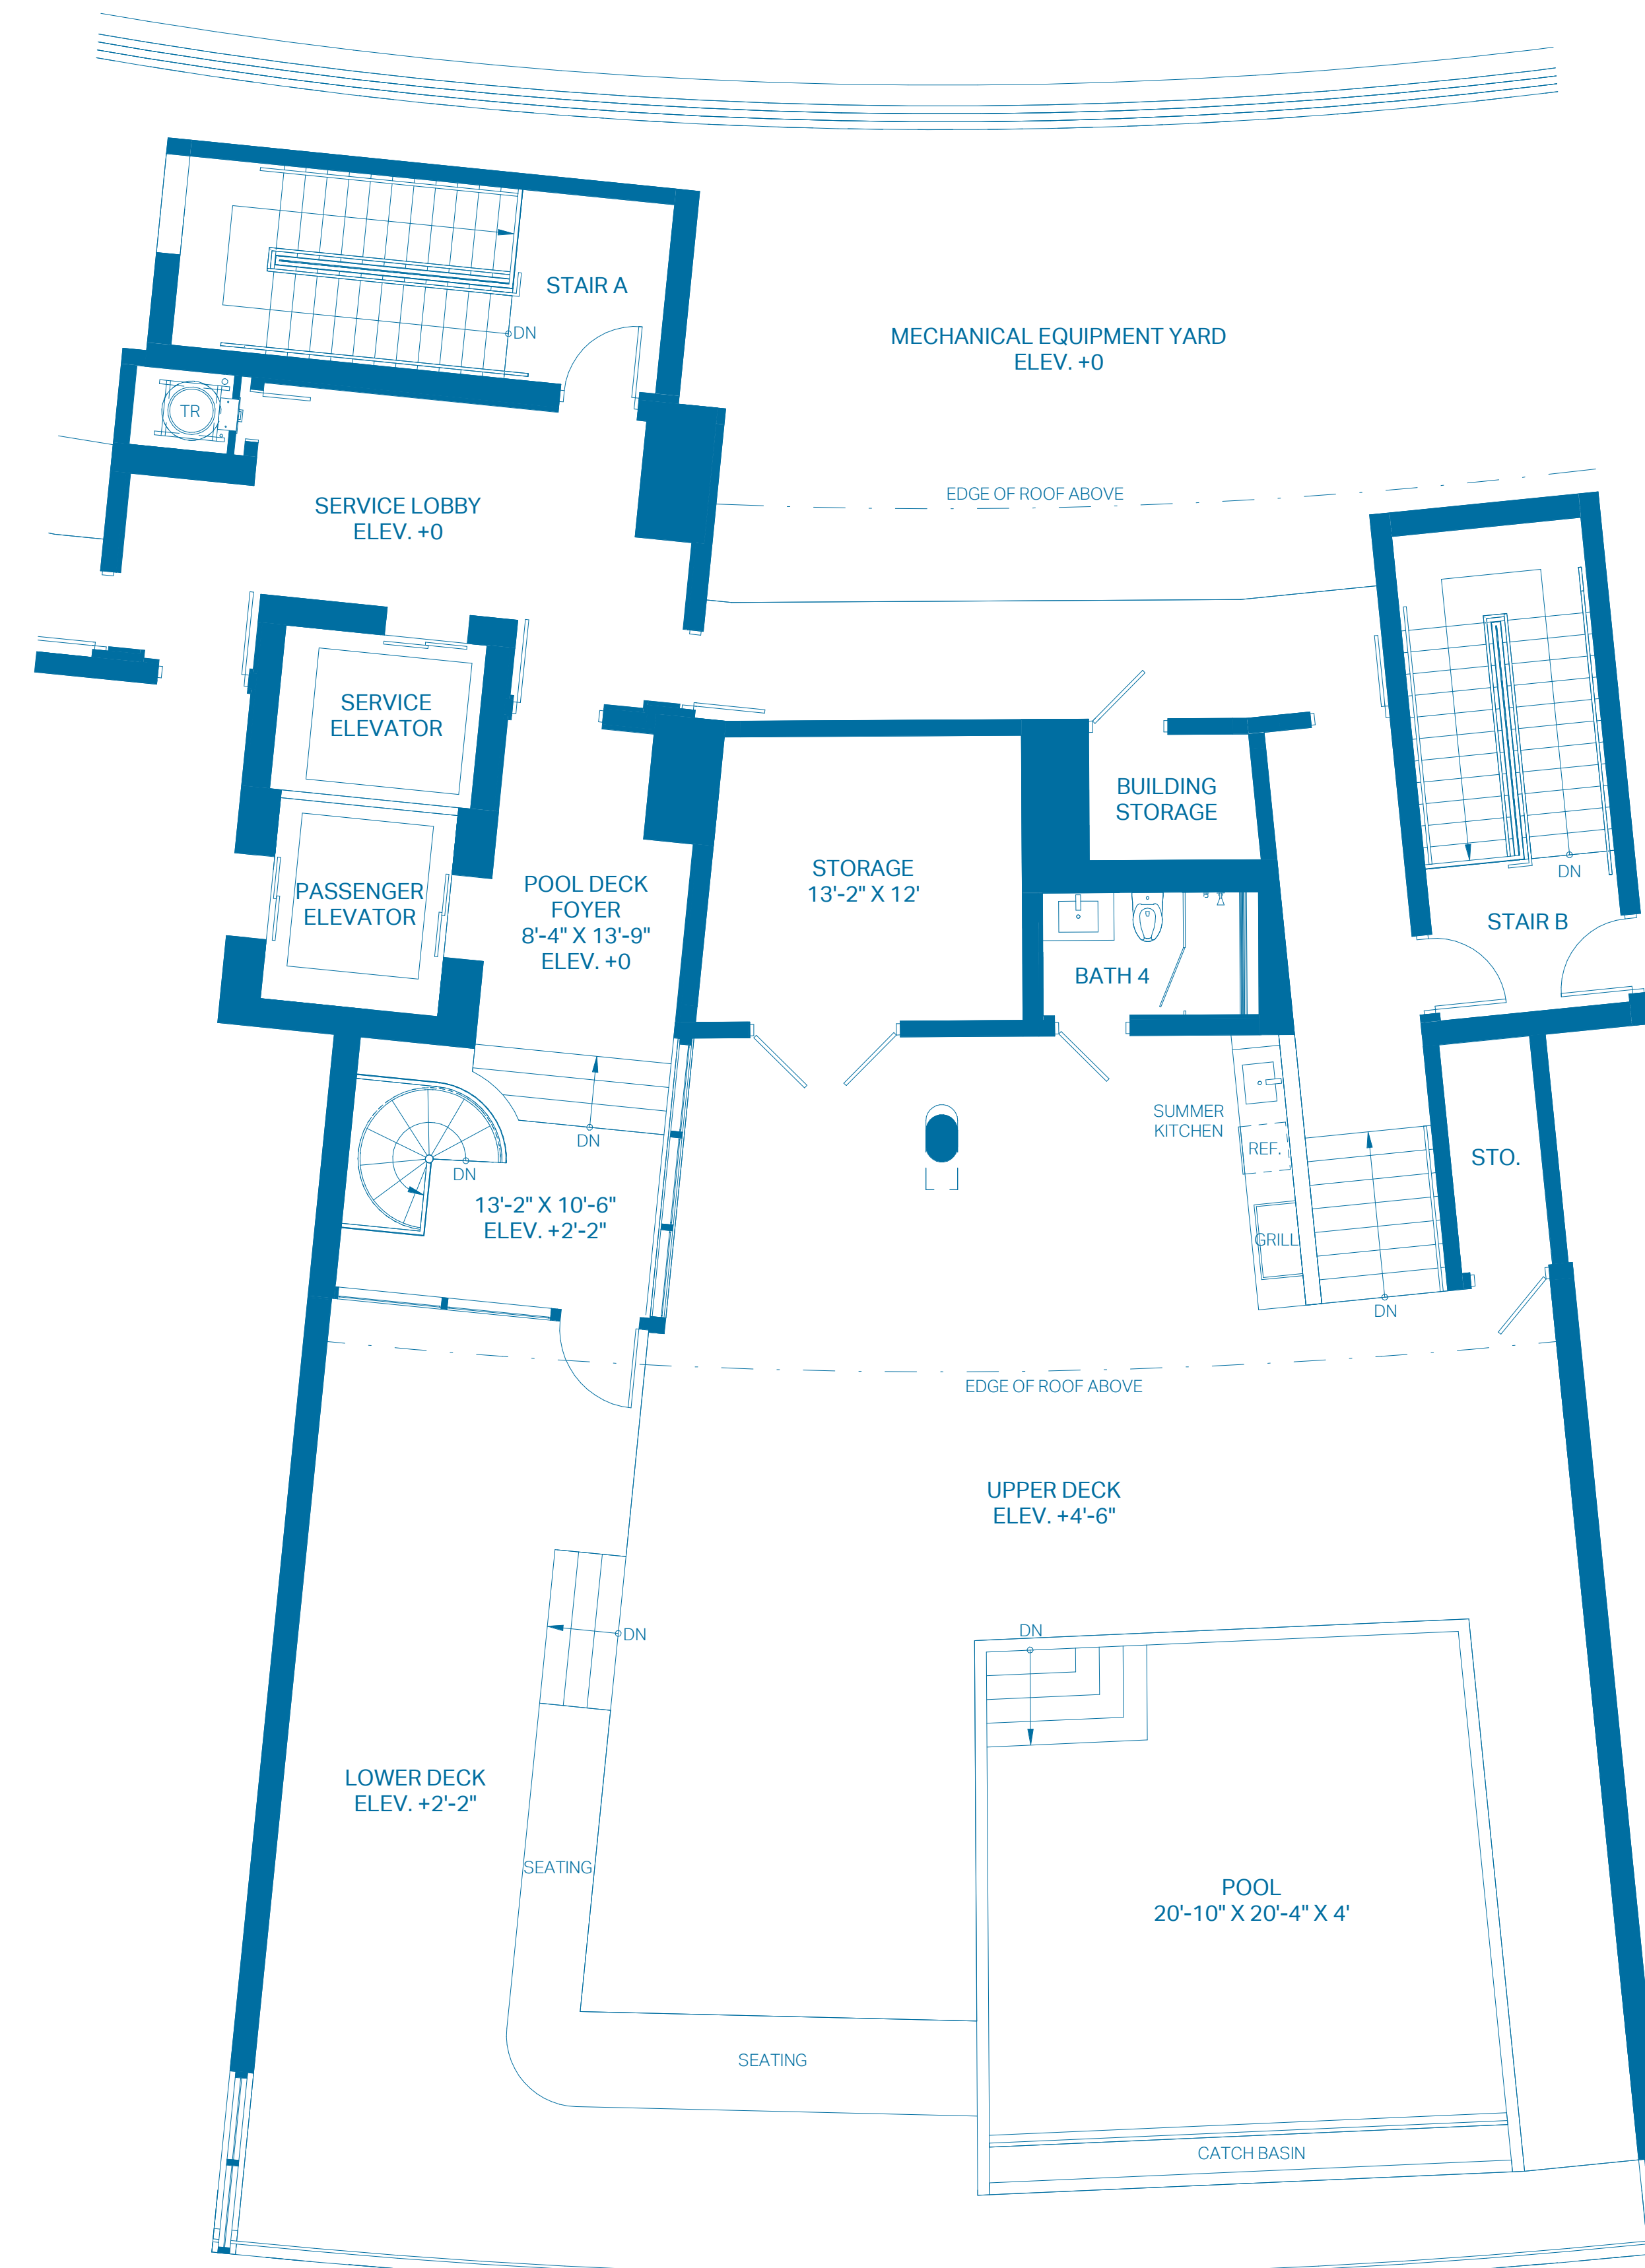 STAIR A
DN
MECHANICAL EQUIPMENT YARD
ELEV. +0
TR
EDGE OF ROOF ABOVE
SERVICE LOBBY
ELEV. +0
SERVICE
ELEVATOR
BUILDING
STORAGE
PASSENGER
ELEVATOR
POOL DECK
FOYER
8'-4" X 13'-9"
ELEV. +0
STORAGE
13'-2" X 12'
DN
STAIR B
BATH 4
SUMMER
KITCHEN
DN
REF.
STO.
DN
13'-2" X 10'-6"
ELEV. +2'-2"
GRILL
DN
EDGE OF ROOF ABOVE
UPPER DECK
ELEV. +4'-6"
DN
DN
LOWER DECK
ELEV. +2'-2"
SEATING
POOL
20'-10" X 20'-4" X 4'
SEATING
CATCH BASIN